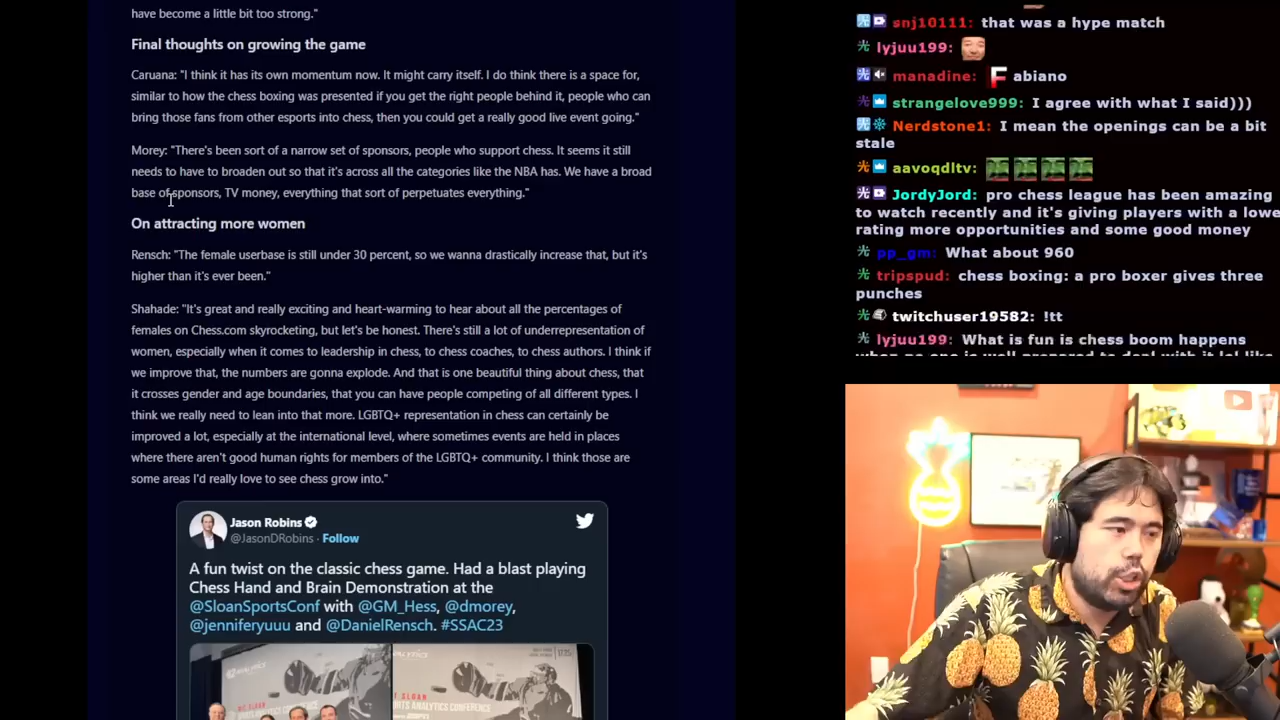 have become a little bit too strong."
Final thoughts on growing the game
Caruana: "I think it has its own momentum now. It might carry itself. I do think there is a space for,
similar to how the chess boxing was presented if you get the right people behind it, people who can
bring those fans from other esports into chess, then you could get a really good live event going."
Morey: "There's been sort of a narrow set of sponsors, people who support chess. It seems it still
needs to have to broaden out so that it's across all the categories like the NBA has. We have a broad
base of sponsors, TV money, everything that sort of perpetuates everything."
On attracting more women
Rensch: "The female userbase is still under 30 percent, so we wanna drastically increase that, but it's
higher than it's ever been."
Shahade: "It's great and really exciting and heart-warming to hear about all the percentages of
females on Chess.com skyrocketing, but let's be honest. There's still a lot of underrepresentation of
women, especially when it comes to leadership in chess, to chess coaches, to chess authors. I think if
we improve that, the numbers are gonna explode. And that is one beautiful thing about chess, that
it crosses gender and age boundaries, that you can have people competing of all different types. I
think we really need to lean into that more. LGBTQ+ representation in chess can certainly be
improved a lot, especially at the international level, where sometimes events are held in places
where there aren't good human rights for members of the LGBTQ+ community. I think those are
some areas I'd really love to see chess grow into."
Jason Robins
@JasonDRobins · Follow
A fun twist on the classic chess game. Had a blast playing
Chess Hand and Brain Demonstration at the
@SloanSportsConf with @GM_Hess, @dmorey,
@jenniferyuuu and @DanielRensch. #SSAC23
snj10111: that was a hype match
lyjuu199:
manadine: F abiano
strangelove999: I agree with what I said)))
Nerdstone1: I mean the openings can be a bit
stale
aavoqdltv:
JordyJord: pro chess league has been amazing
to watch recently and it's giving players with a lowe
rating more opportunities and some good money
pp_gm: What about 960
tripspud: chess boxing: a pro boxer gives three
punches
twitchuser19582: !tt
lyjuu199: What is fun is chess boom happens